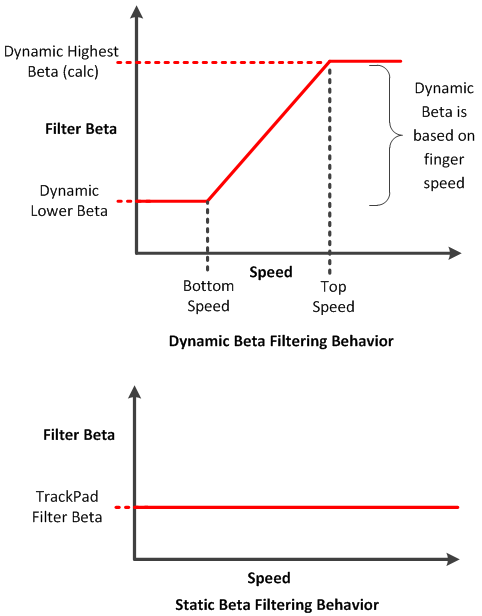 Dynamic Highest
Beta (calc)
Filter Beta
Dynamic
Lower Beta
Dynamic
Beta is
based on
finger
speed
Speed
Bottom
Speed
Top
Speed
Dynamic Beta Filtering Behavior
Filter Beta
TrackPad
Filter Beta
Speed
Static Beta Filtering Behavior